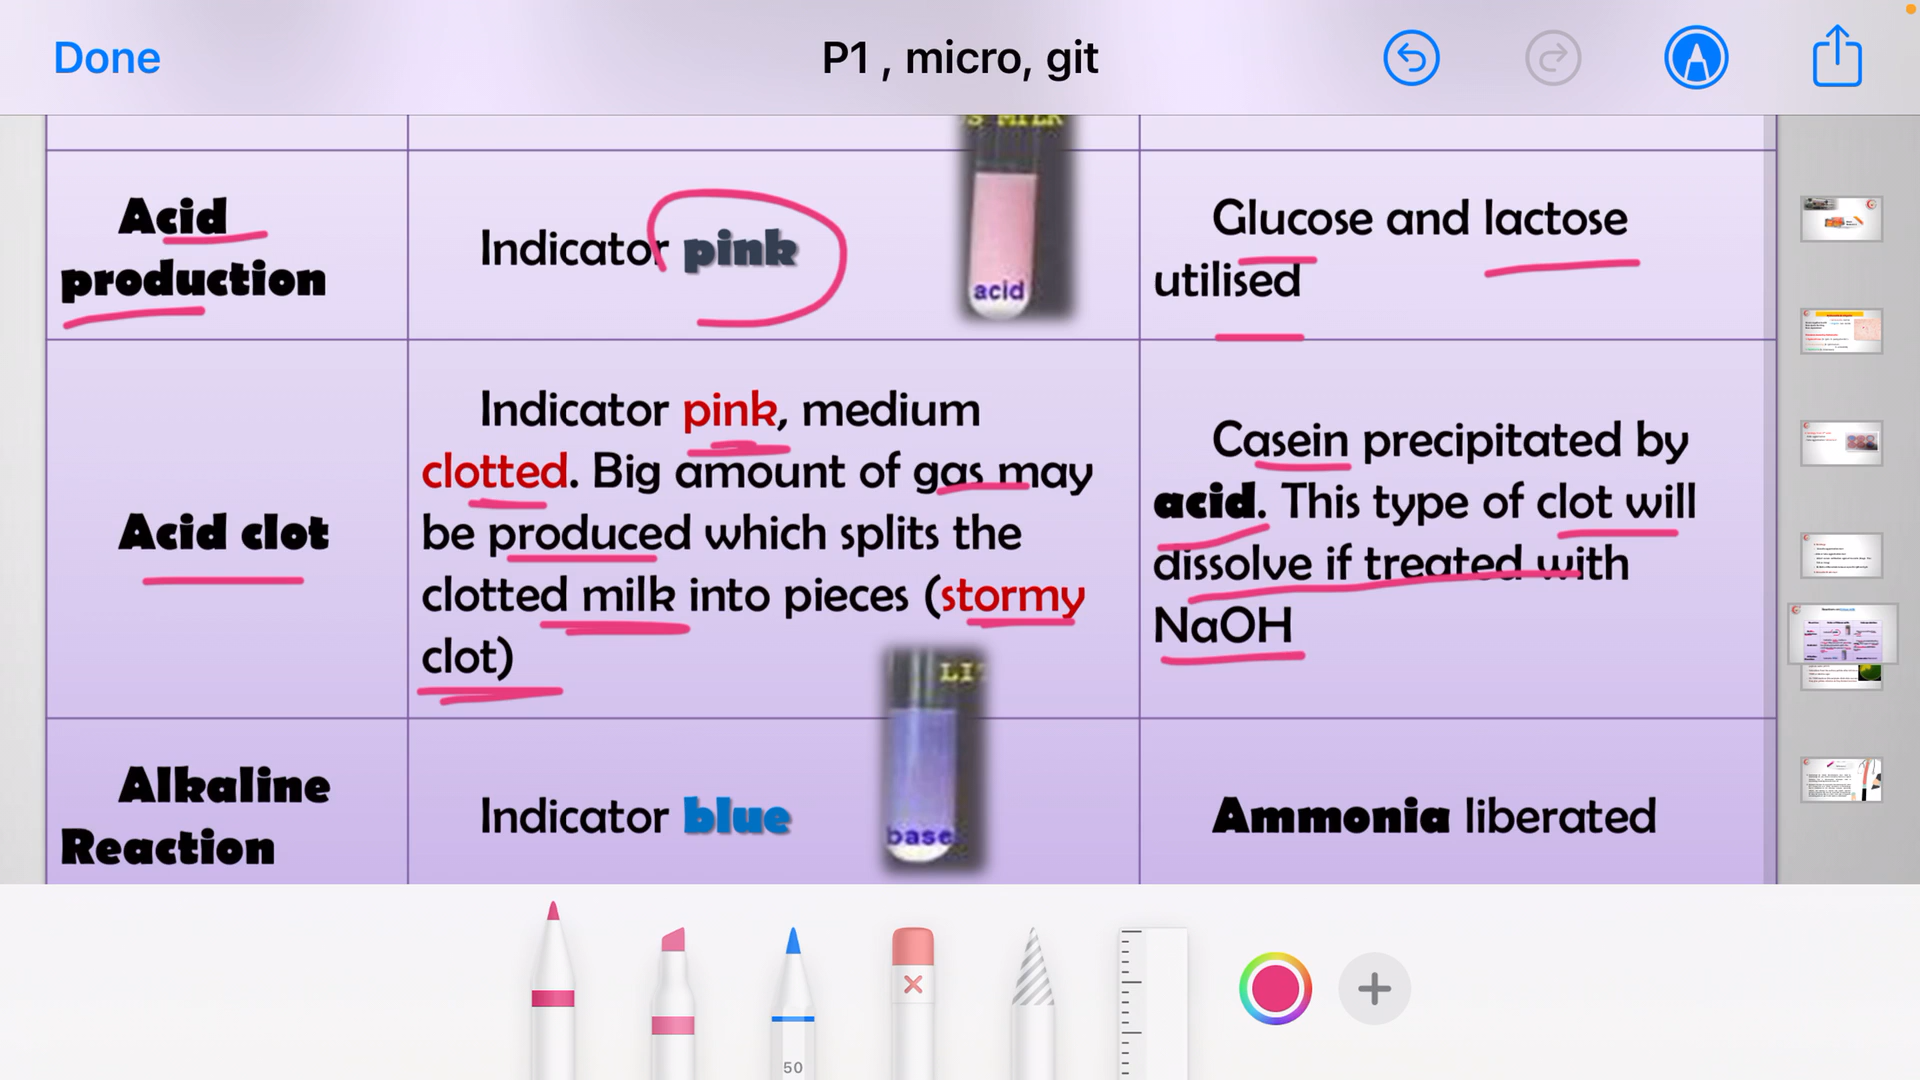 Done
P1 , micro, git
S MILK
Acid
production
Indicator pink
acid
Glucose and lactose
utilised
Acid clot
Indicator pink, medium
clotted. Big amount of gas may
be produced which splits the
clotted milk into pieces (stormy
clot)
Casein precipitated by
acid. This type of clot will
dissolve if treated with
NaOH
Alkaline
Reaction
Indicator blue
LIT
base
Ammonia liberated
50